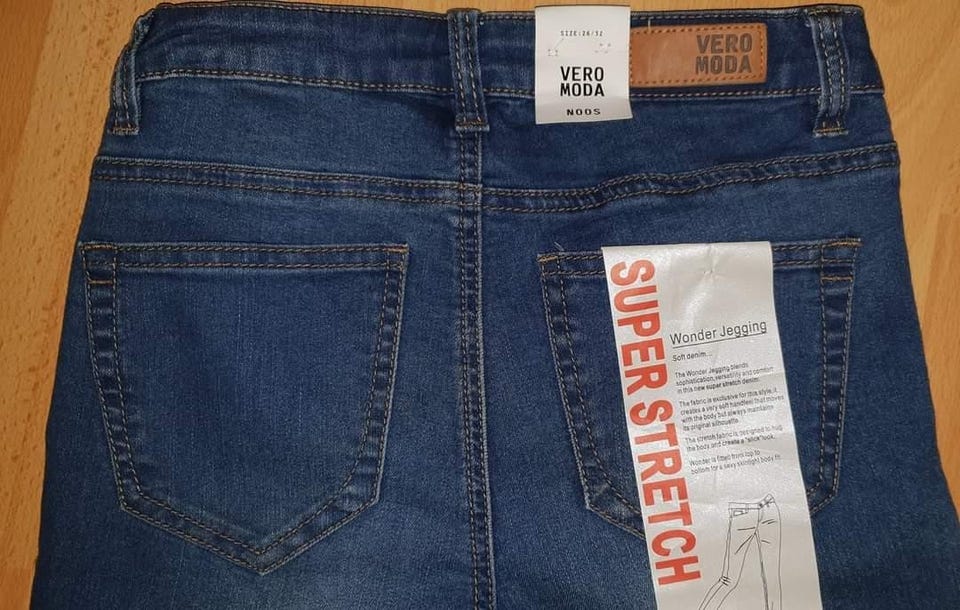 SIZE:26/32
VERO
MODA
NOOS
VERO
MODA
SUPER STRETCH
Wonder Jegging
Soft denim...
The Wonder Jegging blends
sophistication, versatility and comfort
in this new super stretch denim.
The fabric is exclusive for this style, it
creates a very soft handfeel that moves
with the body but always maintains
its original silhouette.
The stretch fabric is designed to hug
the body and create a "slick" look.
Wonder is fitted from top to
bottom for a sexy skintight body fit.